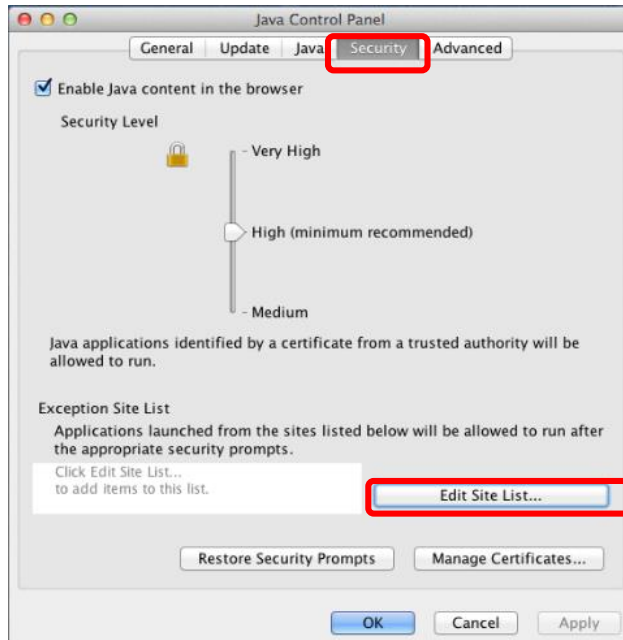 Java Control Panel
General Update Java Security Advanced
Enable Java content in the browser
Security Level
- Very High
- High (minimum recommended)
- Medium
Java applications identified by a certificate from a trusted authority will be
allowed to run.
Exception Site List
Applications launched from the sites listed below will be allowed to run after
the appropriate security prompts.
Click Edit Site List...
to add items to this list.
Edit Site List...
Restore Security Prompts Manage Certificates...
OK Cancel Apply